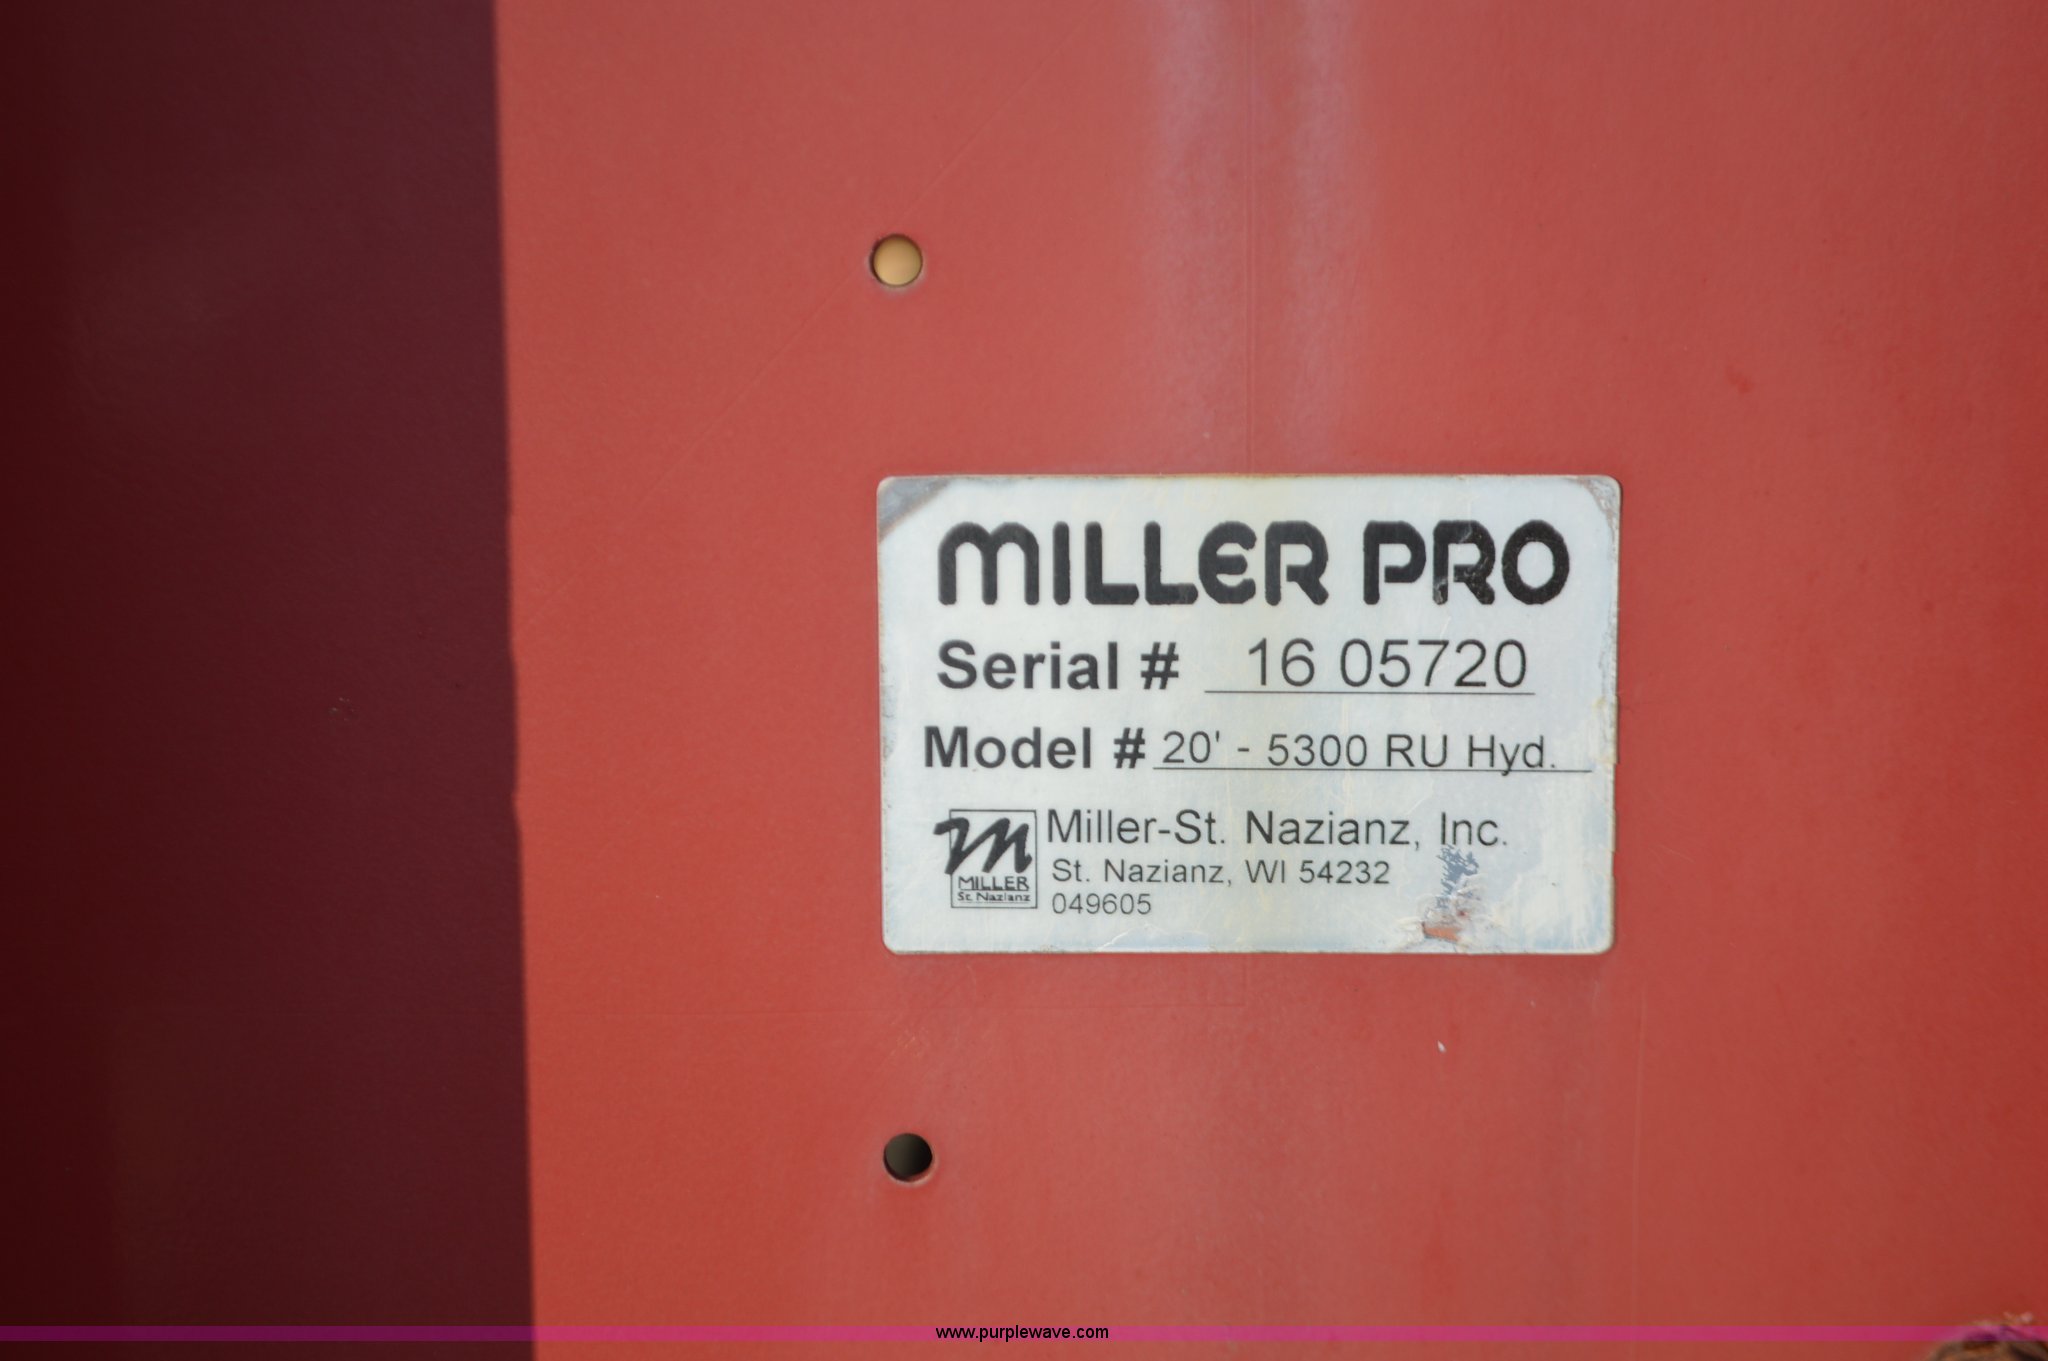 MILLER PRO
Serial # 16 05720
Model # 20' - 5300 RU Hyd.
Miller-St. Nazianz, Inc.
St. Nazianz, WI 54232
049605
m
MILLER
St. Nazianz
www.purplewave.com